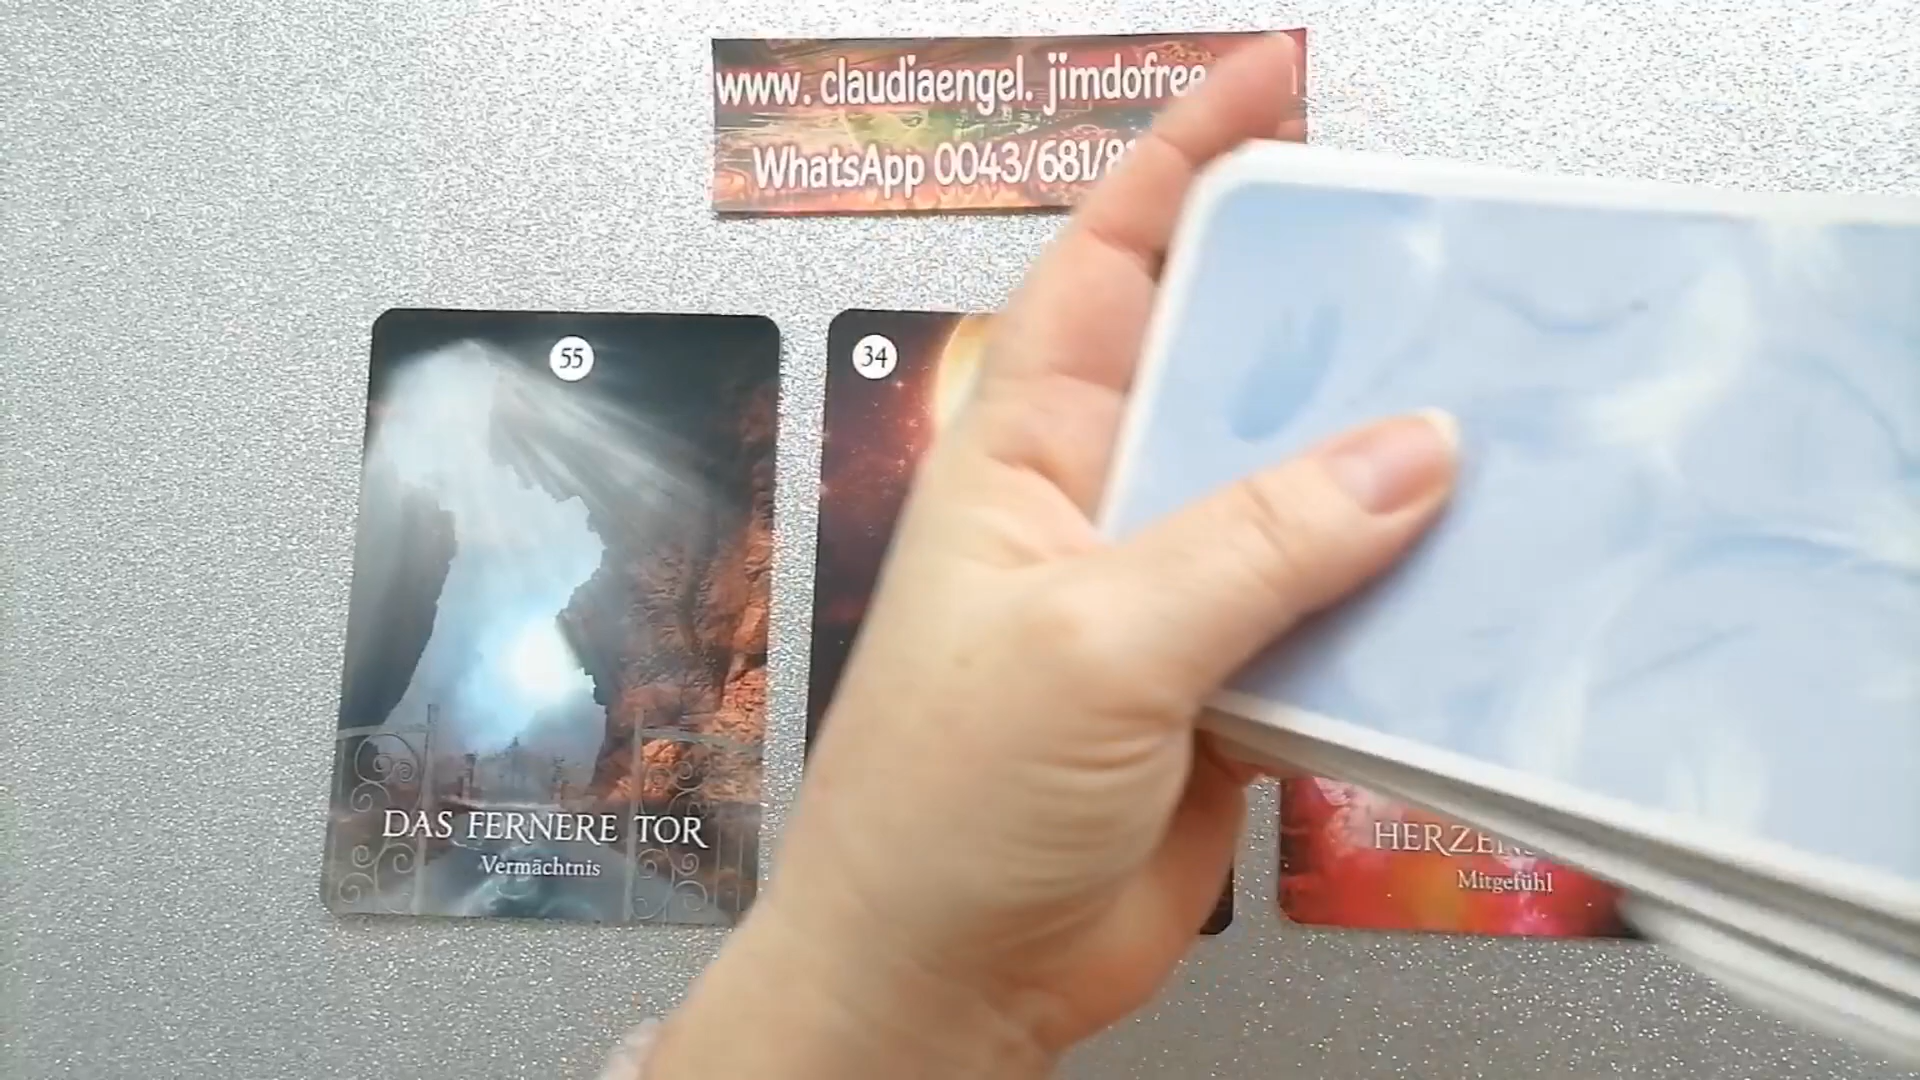 www. claudiaengel. jimdofree
WhatsApp 0043/681/8
55
34
DAS FERNERE TOR
Vermächtnis
Mitgefühl